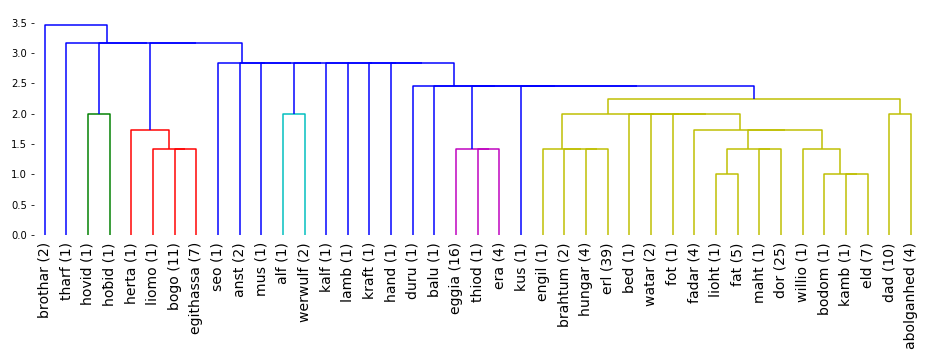 3.5
3.0
2.5
2.0
1.5
1.0
0.5
0.0
brothar (2)
tharf (1)
hovid (1)
hobid (1)
herta (1)
liomo (1)
bogo (11)
egithassa (7)
seo (1)
anst (2)
mus (1)
alf (1)
werwulf (2)
kalf (1)
lamb (1)
kraft (1)
hand (1)
duru (1)
balu (1)
eggia (16)
thiod (1)
era (4)
kus (1)
engil (1)
brahtum (2)
hungar (4)
erl (39)
bed (1)
watar (2)
fot (1)
fadar (4)
lioht (1)
fat (5)
maht (1)
dor (25)
willio (1)
bodom (1)
kamb (1)
eld (7)
dad (10)
abolganhed (4)